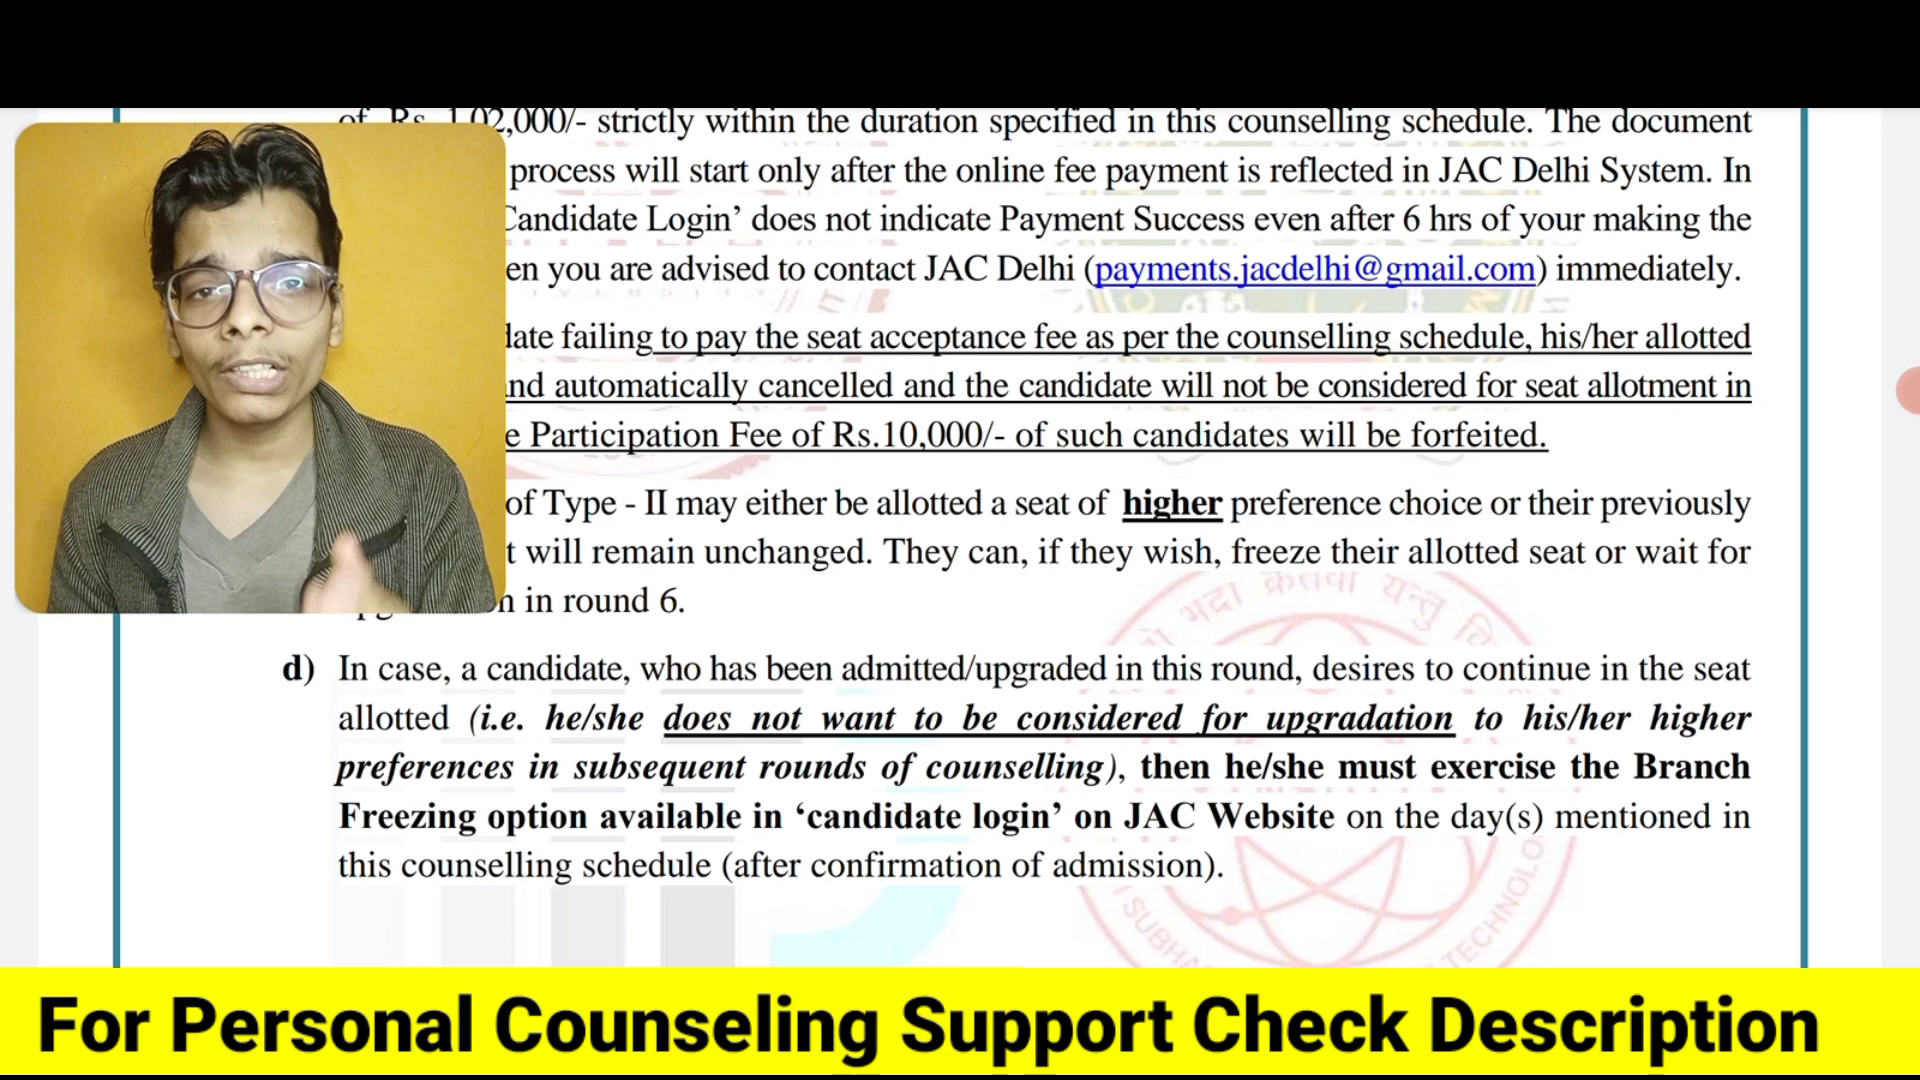 of Rs. 1,02,000/- strictly within the duration specified in this counselling schedule. The document
process will start only after the online fee payment is reflected in JAC Delhi System. In
Candidate Login’ does not indicate Payment Success even after 6 hrs of your making the
en you are advised to contact JAC Delhi (payments.jacdelhi@gmail.com) immediately.
date failing to pay the seat acceptance fee as per the counselling schedule, his/her allotted
nd automatically cancelled and the candidate will not be considered for seat allotment in
e Participation Fee of Rs.10,000/- of such candidates will be forfeited.
of Type - II may either be allotted a seat of higher preference choice or their previously
t will remain unchanged. They can, if they wish, freeze their allotted seat or wait for
n in round 6.
d) In case, a candidate, who has been admitted/upgraded in this round, desires to continue in the seat
allotted (i.e. he/she does not want to be considered for upgradation to his/her higher
preferences in subsequent rounds of counselling), then he/she must exercise the Branch
Freezing option available in ‘candidate login’ on JAC Website on the day(s) mentioned in
this counselling schedule (after confirmation of admission).
For Personal Counseling Support Check Description